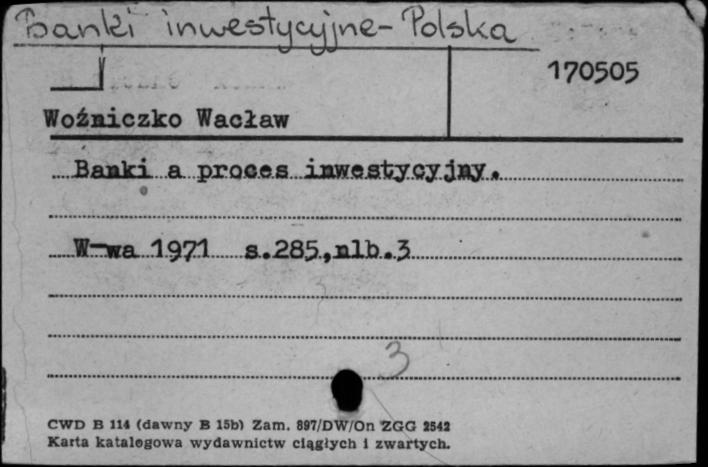 Banki inwestycyjne - Polska
170505
Woźniczko Wacław
Banki a proces inwestycyjny.
W-wa 1971 s.285,nlb.3
3
CWD B 114 (dawny B 15b) Zam. 897/DW/On ZGG 2542
Karta katalogowa wydawnictw ciągłych i zwartych.